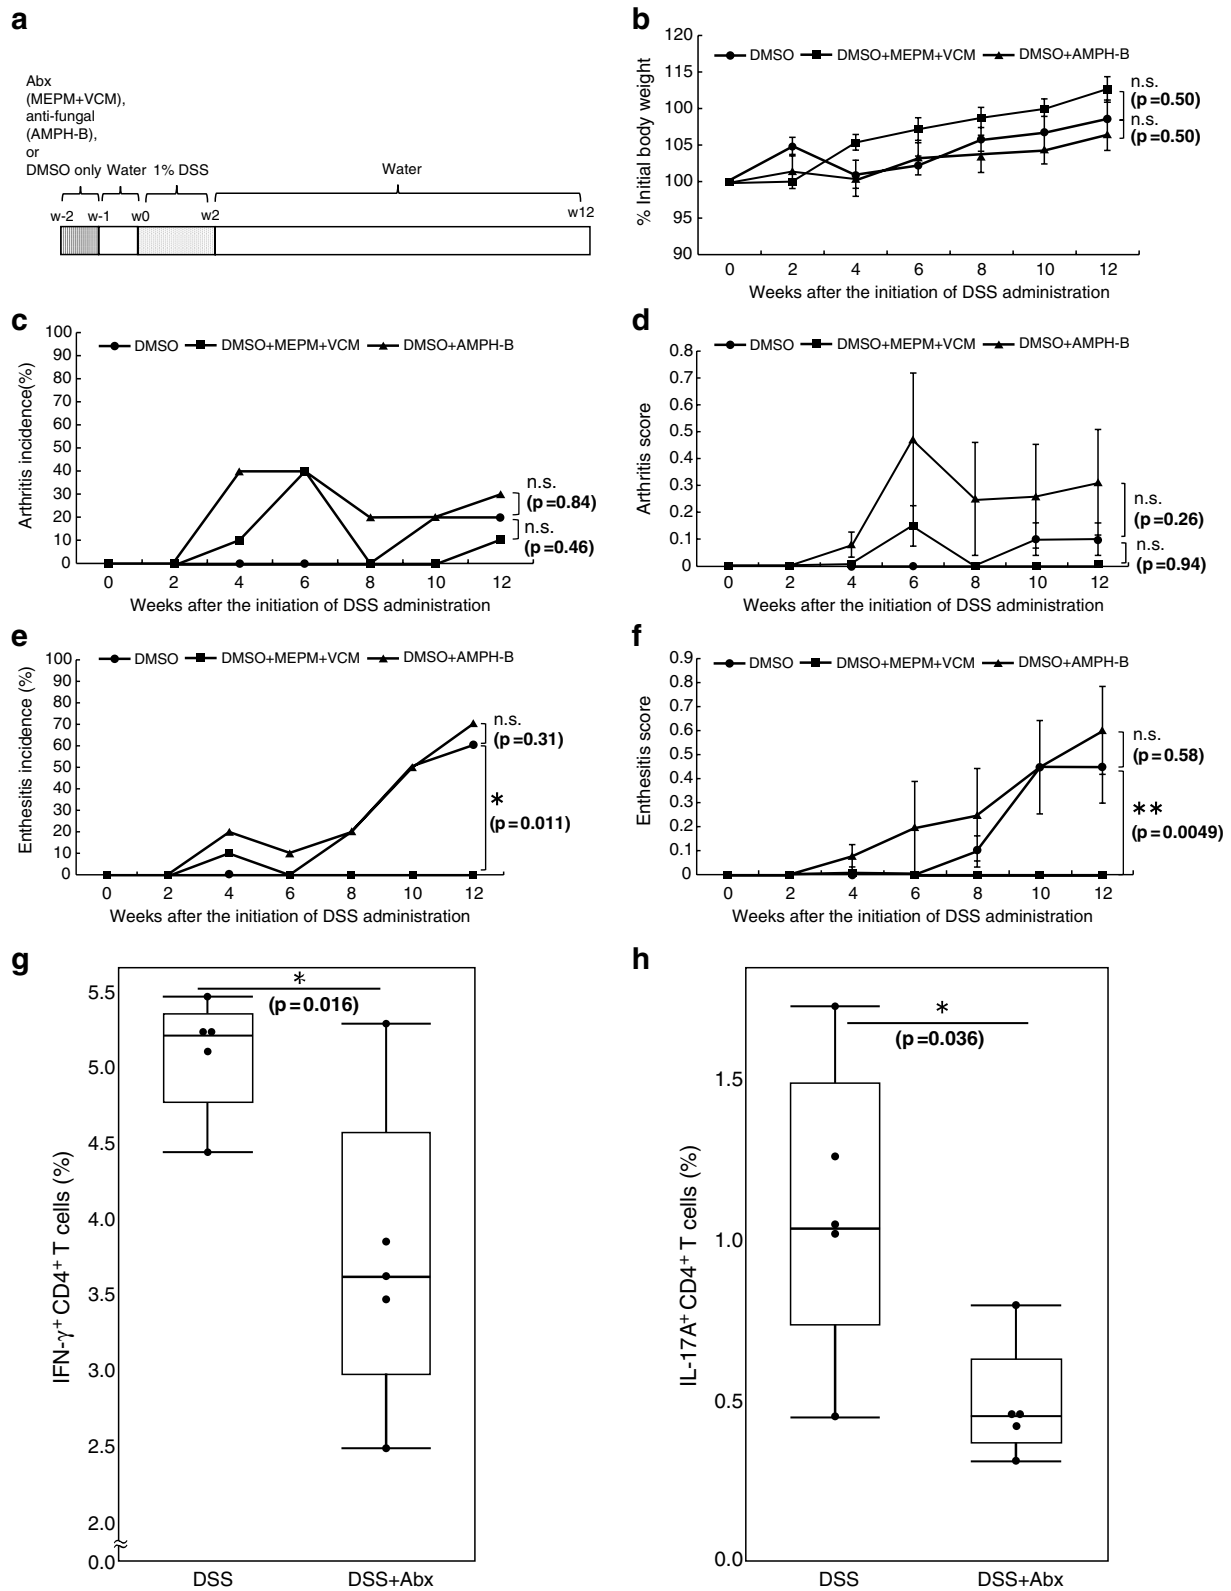 a
Abx
(MEPM+VCM),
anti-fungal
(AMPH-B),
or
DMSO only Water 1% DSS
Water
w-2 w-1 w0 w2 w12
b
120
115
110
105
100
95
90
% Initial body weight
DMSO DMSO+MEPM+VCM DMSO+AMPH-B
n.s.
(p=0.50)
n.s.
(p=0.50)
0 2 4 6 8 10 12
Weeks after the initiation of DSS administration
c
100
90
80
70
60
50
40
30
20
10
0
Arthritis incidence(%)
DMSO DMSO+MEPM+VCM DMSO+AMPH-B
n.s.
(p=0.84)
n.s.
(p=0.46)
0 2 4 6 8 10 12
Weeks after the initiation of DSS administration
d
0.8
0.7
0.6
0.5
0.4
0.3
0.2
0.1
0
Arthritis score
DMSO DMSO+MEPM+VCM DMSO+AMPH-B
n.s.
(p=0.26)
n.s.
(p=0.94)
0 2 4 6 8 10 12
Weeks after the initiation of DSS administration
e
100
90
80
70
60
50
40
30
20
10
0
Enthesitis incidence (%)
DMSO DMSO+MEPM+VCM DMSO+AMPH-B
n.s.
(p=0.31)
*
(p=0.011)
0 2 4 6 8 10 12
Weeks after the initiation of DSS administration
f
0.9
0.8
0.7
0.6
0.5
0.4
0.3
0.2
0.1
0
Enthesitis score
DMSO DMSO+MEPM+VCM DMSO+AMPH-B
n.s.
(p=0.58)
**
(p=0.0049)
0 2 4 6 8 10 12
Weeks after the initiation of DSS administration
g
5.5
5.0
4.5
4.0
3.5
3.0
2.5
2.0
0.0
IFN-γ⁺ CD4⁺ T cells (%)
*
(p=0.016)
DSS DSS+Abx
h
1.5
1.0
0.5
0.0
IL-17A⁺ CD4⁺ T cells (%)
*
(p=0.036)
DSS DSS+Abx